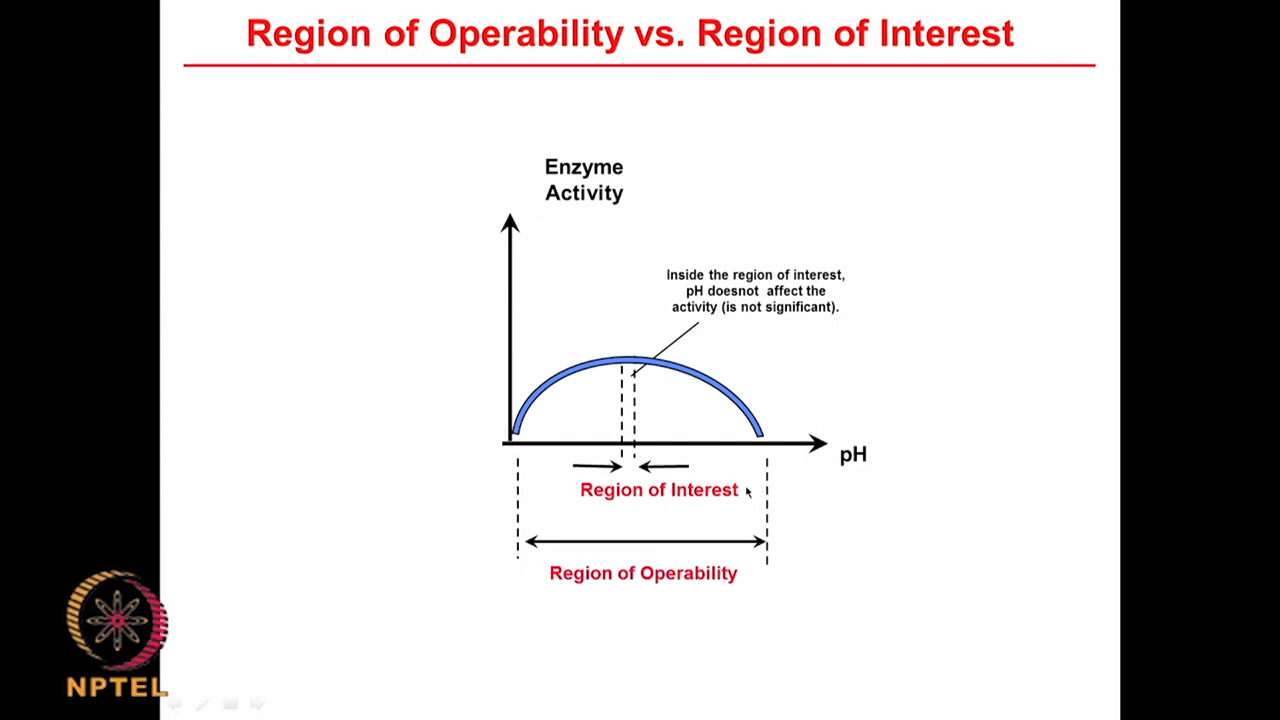 Region of Operability vs. Region of Interest
Enzyme
Activity
Inside the region of interest,
pH doesnot affect the
activity (is not significant).
pH
Region of Interest
Region of Operability
NPTEL